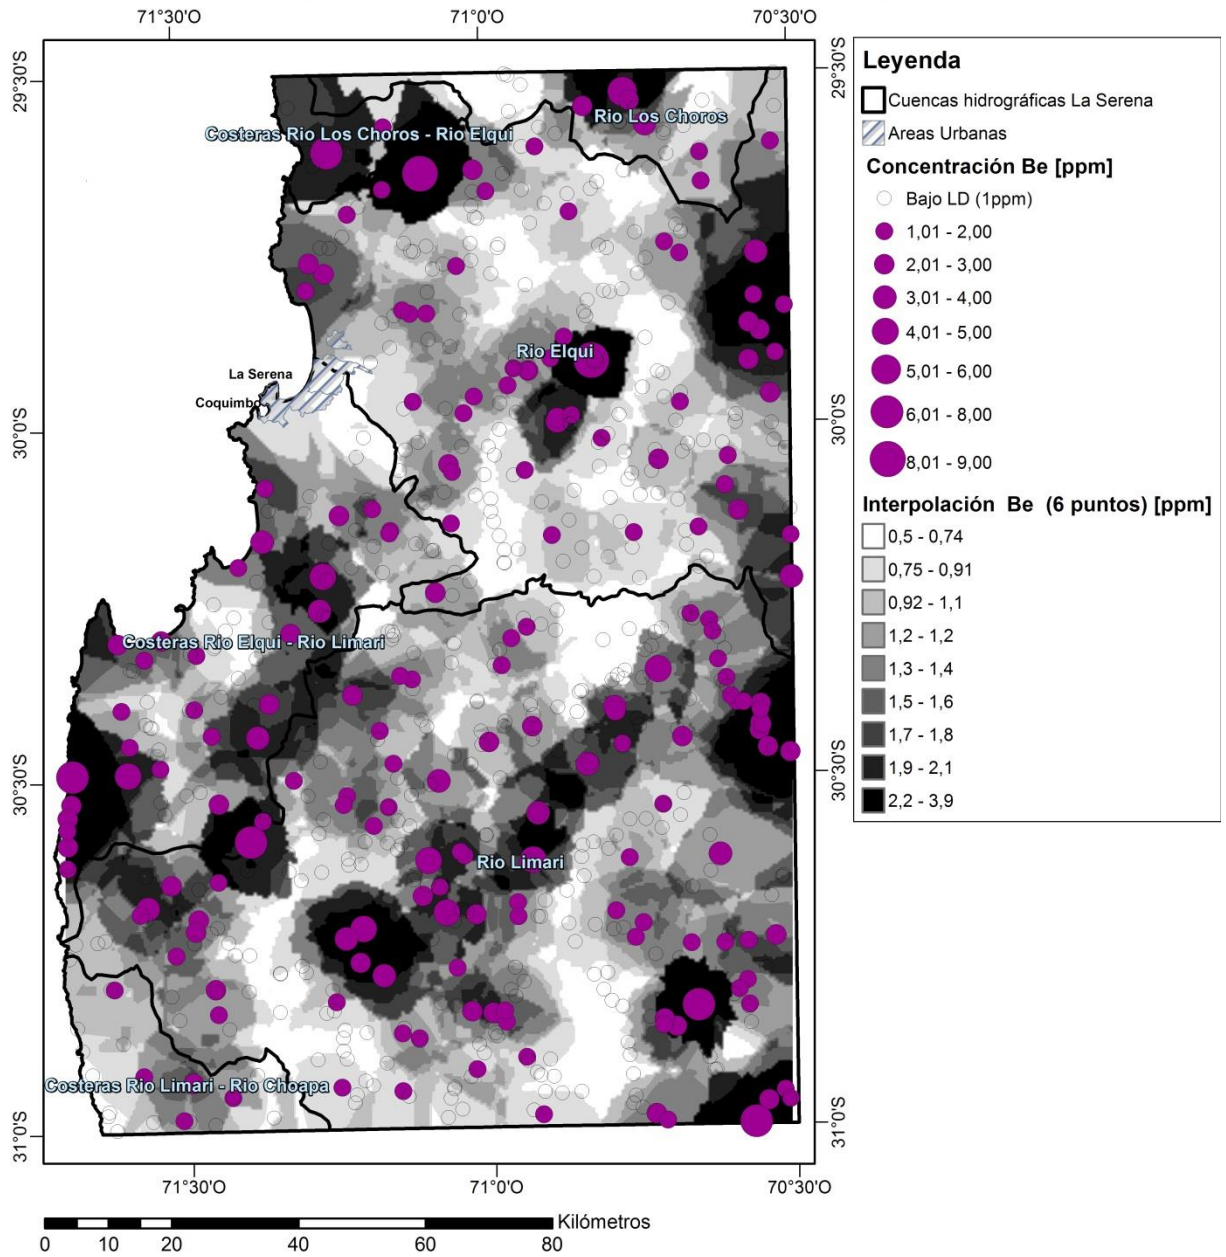 71°30'O 71°0'O 70°30'O
29°30'S
29°30'S
30°0'S
30°0'S
30°30'S
30°30'S
31°0'S
31°0'S
Rio Los Choros
Costeras Rio Los Choros - Rio Elqui
Rio Elqui
La Serena
Coquimbo
Costeras Rio Elqui - Rio Limari
Rio Limari
Costeras Rio Limari - Rio Choapa
71°30'O 71°0'O 70°30'O
Kilómetros
0 10 20 40 60 80
Leyenda
Cuencas hidrográficas La Serena
Areas Urbanas
Concentración Be [ppm]
Bajo LD (1ppm)
1,01 - 2,00
2,01 - 3,00
3,01 - 4,00
4,01 - 5,00
5,01 - 6,00
6,01 - 8,00
8,01 - 9,00
Interpolación Be (6 puntos) [ppm]
0,5 - 0,74
0,75 - 0,91
0,92 - 1,1
1,2 - 1,2
1,3 - 1,4
1,5 - 1,6
1,7 - 1,8
1,9 - 2,1
2,2 - 3,9